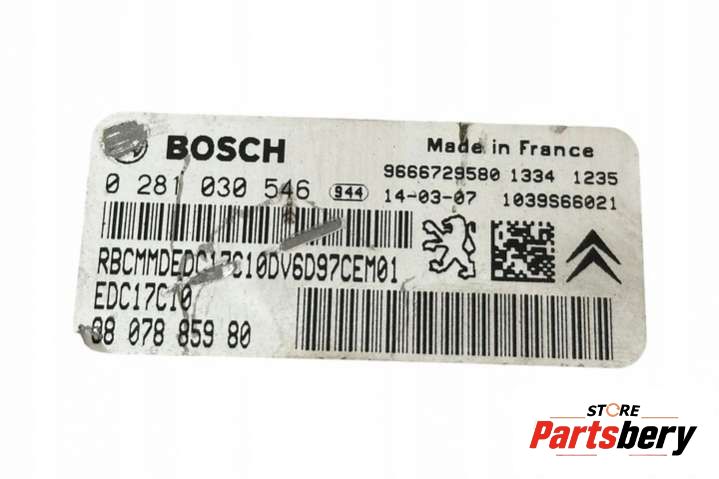 BOSCH Made in France
9666729580 1334 1235
0 281 030 546 944 14-03-07 1039S66021
RBCMMDEDC17C10DV6D97CEM01
EDC17C10
98 078 859 80
STORE
Partsbery